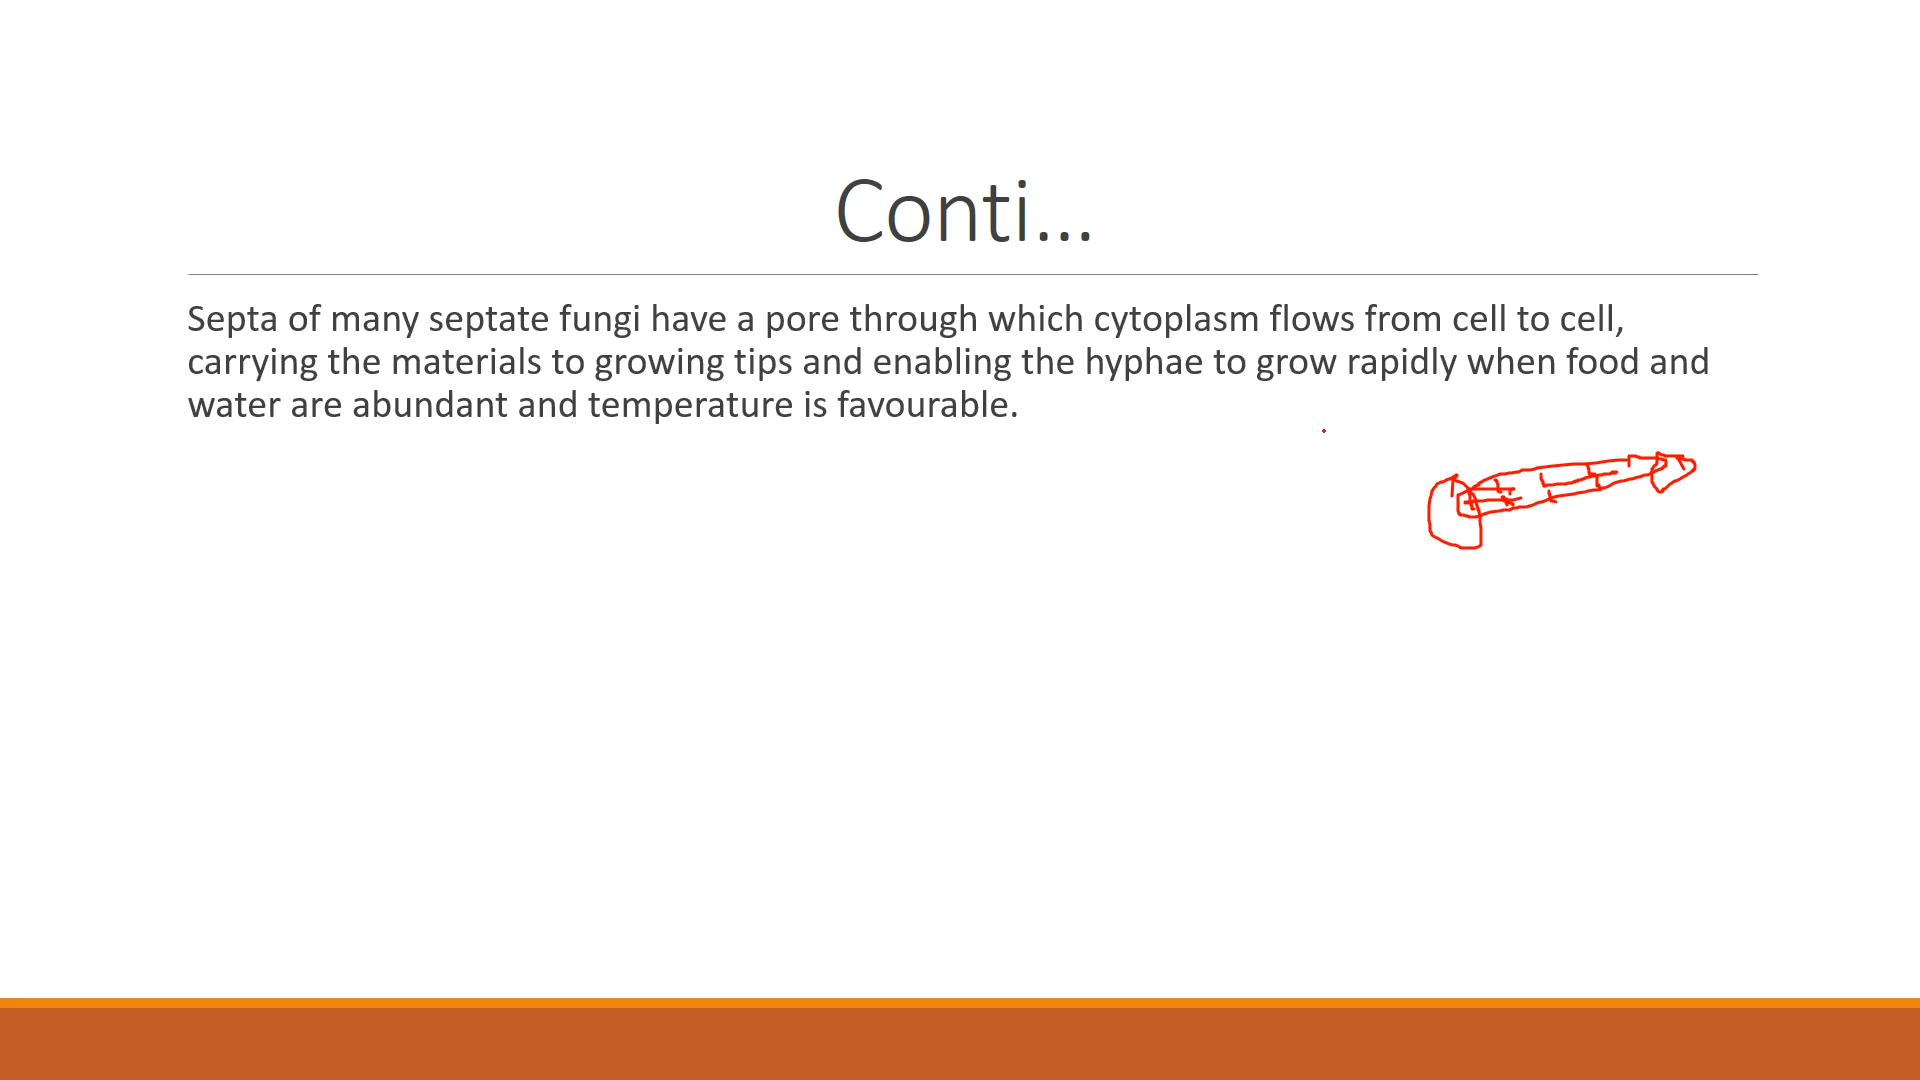 Conti...
Septa of many septate fungi have a pore through which cytoplasm flows from cell to cell,
carrying the materials to growing tips and enabling the hyphae to grow rapidly when food and
water are abundant and temperature is favourable.